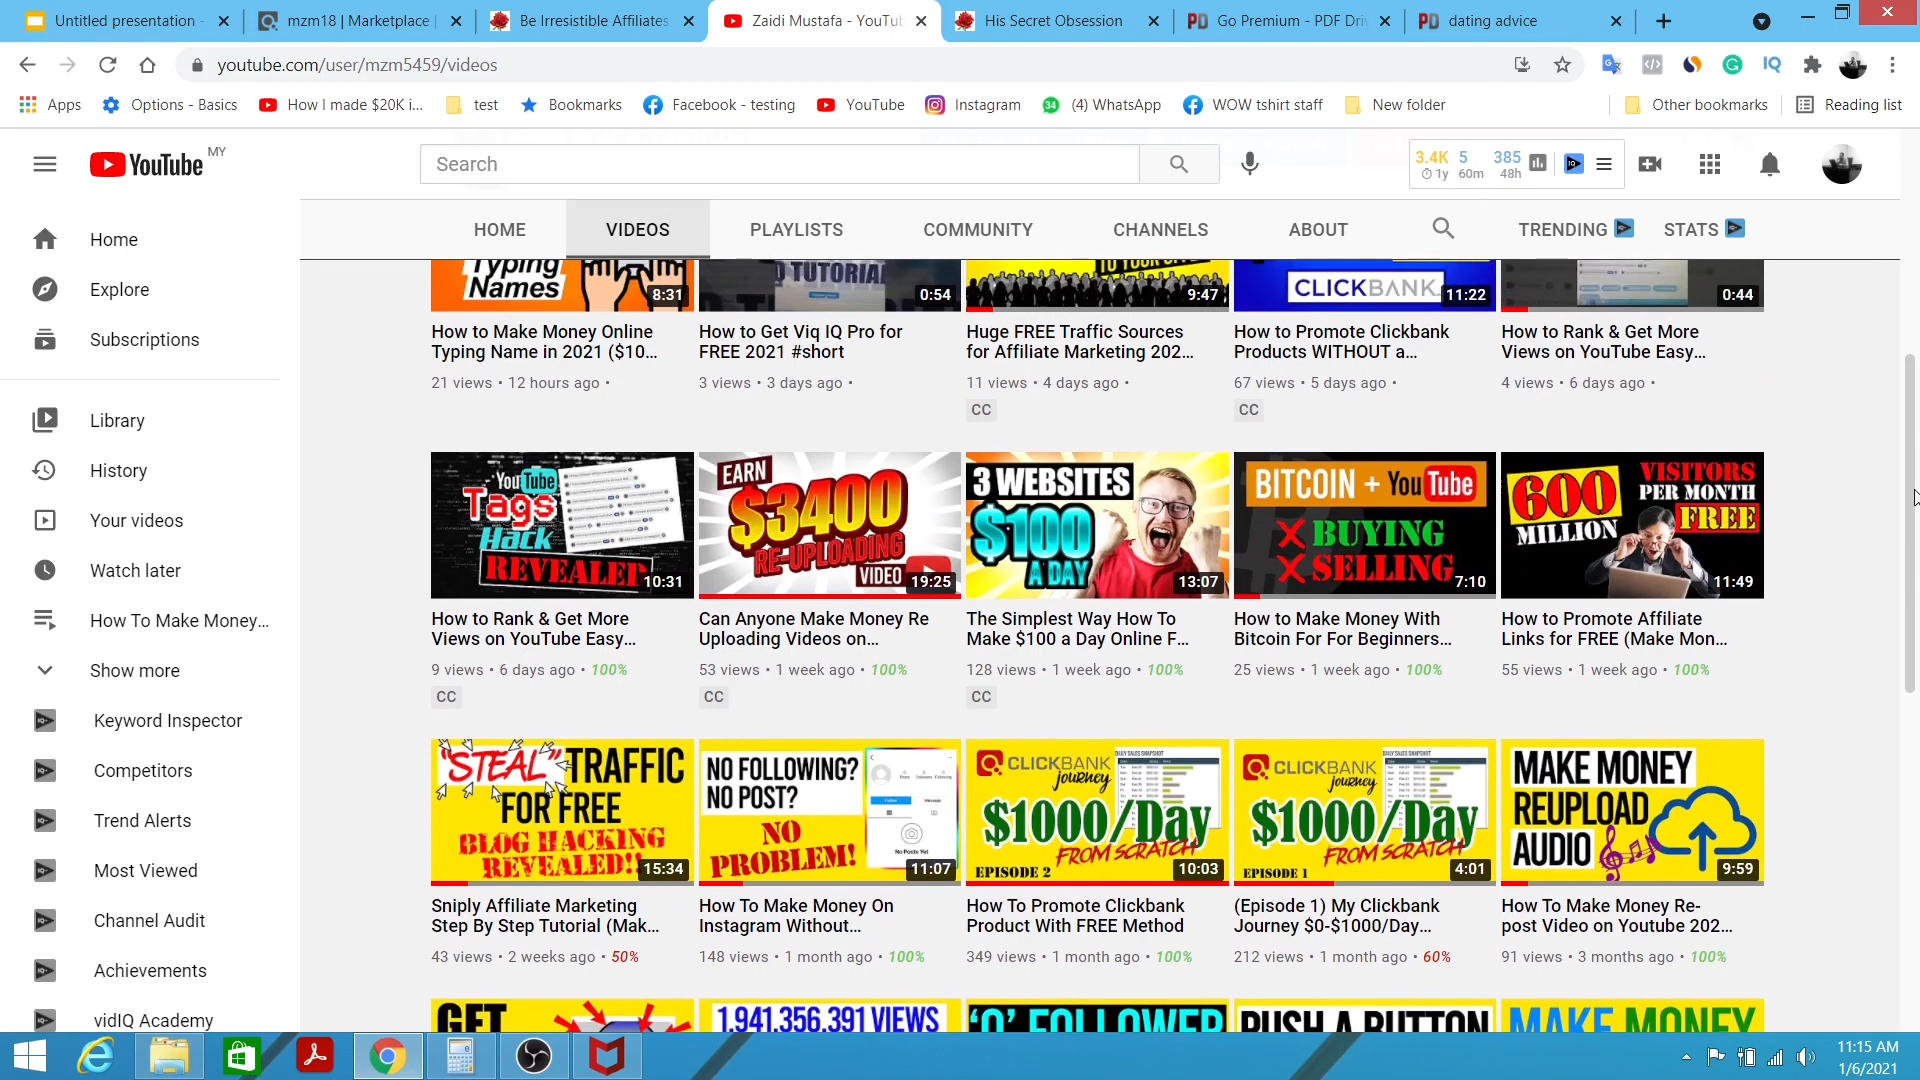 Untitled presentation
mzm18 | Marketplace
Be Irresistible Affiliates
Zaidi Mustafa - YouTub
His Secret Obsession
Go Premium - PDF Dri
dating advice
youtube.com/user/mzm5459/videos
Apps
Options - Basics
How I made $20K i...
test
Bookmarks
Facebook - testing
YouTube
Instagram
(4) WhatsApp
WOW tshirt staff
New folder
Other bookmarks
Reading list
YouTube MY
Search
3.4K 5 385
1y 60m 48h
HOME VIDEOS PLAYLISTS COMMUNITY CHANNELS ABOUT TRENDING STATS
Home
Explore
Subscriptions
Library
History
Your videos
Watch later
How To Make Money...
Show more
Keyword Inspector
Competitors
Trend Alerts
Most Viewed
Channel Audit
Achievements
vidIQ Academy
Typing
Names
8:31
How to Make Money Online
Typing Name in 2021 ($10...
21 views • 12 hours ago •
Q TUTORIAL
0:54
How to Get Viq IQ Pro for
FREE 2021 #short
3 views • 3 days ago •
9:47
Huge FREE Traffic Sources
for Affiliate Marketing 202...
11 views • 4 days ago •
CC
CLICKBANK
11:22
How to Promote Clickbank
Products WITHOUT a...
67 views • 5 days ago •
CC
0:44
How to Rank & Get More
Views on YouTube Easy...
4 views • 6 days ago •
YouTube
Tags
Hack
REVEALED
10:31
How to Rank & Get More
Views on YouTube Easy...
9 views • 6 days ago • 100%
CC
EARN
$3400
RE-UPLOADING
VIDEO
19:25
Can Anyone Make Money Re
Uploading Videos on...
53 views • 1 week ago • 100%
CC
3 WEBSITES
$100
A DAY
13:07
The Simplest Way How To
Make $100 a Day Online F...
128 views • 1 week ago • 100%
CC
BITCOIN + YouTube
BUYING
SELLING
7:10
How to Make Money With
Bitcoin For For Beginners...
25 views • 1 week ago • 100%
600
MILLION
VISITORS
PER MONTH
FREE
11:49
How to Promote Affiliate
Links for FREE (Make Mon...
55 views • 1 week ago • 100%
"STEAL" TRAFFIC
FOR FREE
BLOG HACKING
REVEALED!!
15:34
Sniply Affiliate Marketing
Step By Step Tutorial (Mak...
43 views • 2 weeks ago • 50%
NO FOLLOWING?
NO POST?
NO
PROBLEM!
No Posts Yet
11:07
How To Make Money On
Instagram Without...
148 views • 1 month ago • 100%
CLICKBANK
journey
DAILY SALES SNAPSHOT
$1000/Day
FROM SCRATCH
EPISODE 2
10:03
How To Promote Clickbank
Product With FREE Method
349 views • 1 month ago • 100%
CLICKBANK
journey
DAILY SALES SNAPSHOT
$1000/Day
FROM SCRATCH
EPISODE 1
4:01
(Episode 1) My Clickbank
Journey $0-$1000/Day...
212 views • 1 month ago • 60%
MAKE MONEY
REUPLOAD
AUDIO
9:59
How To Make Money Re-
post Video on Youtube 202...
91 views • 3 months ago • 100%
GET
1,941,356,391 VIEWS
'0' FOLLOWER
PUSH A BUTTON
MAKE MONEY
11:15 AM
1/6/2021